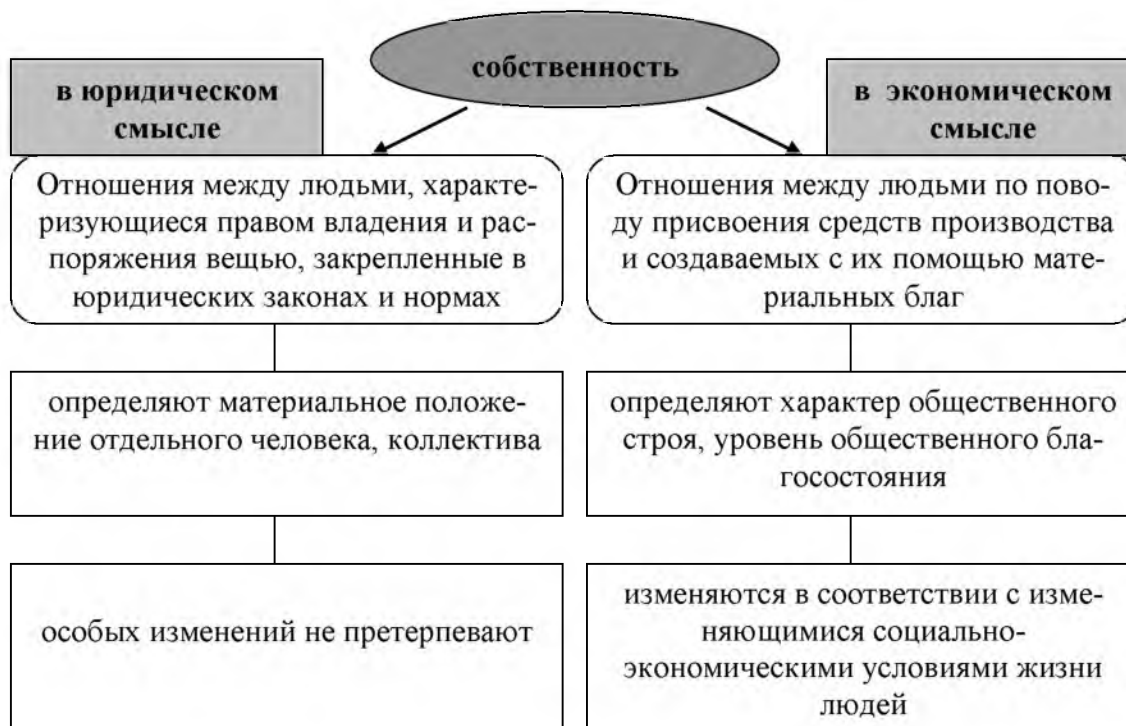 собственность
в юридическом
смысле
в экономическом
смысле
Отношения между людьми, характе-
ризующиеся правом владения и рас-
поряжения вещью, закрепленные в
юридических законах и нормах
Отношения между людьми по пово-
ду присвоения средств производства
и создаваемых с их помощью мате-
риальных благ
определяют материальное положе-
ние отдельного человека, коллектива
определяют характер общественного
строя, уровень общественного бла-
госостояния
особых изменений не претерпевают
изменяются в соответствии с изме-
няющимися социально-
экономическими условиями жизни
людей